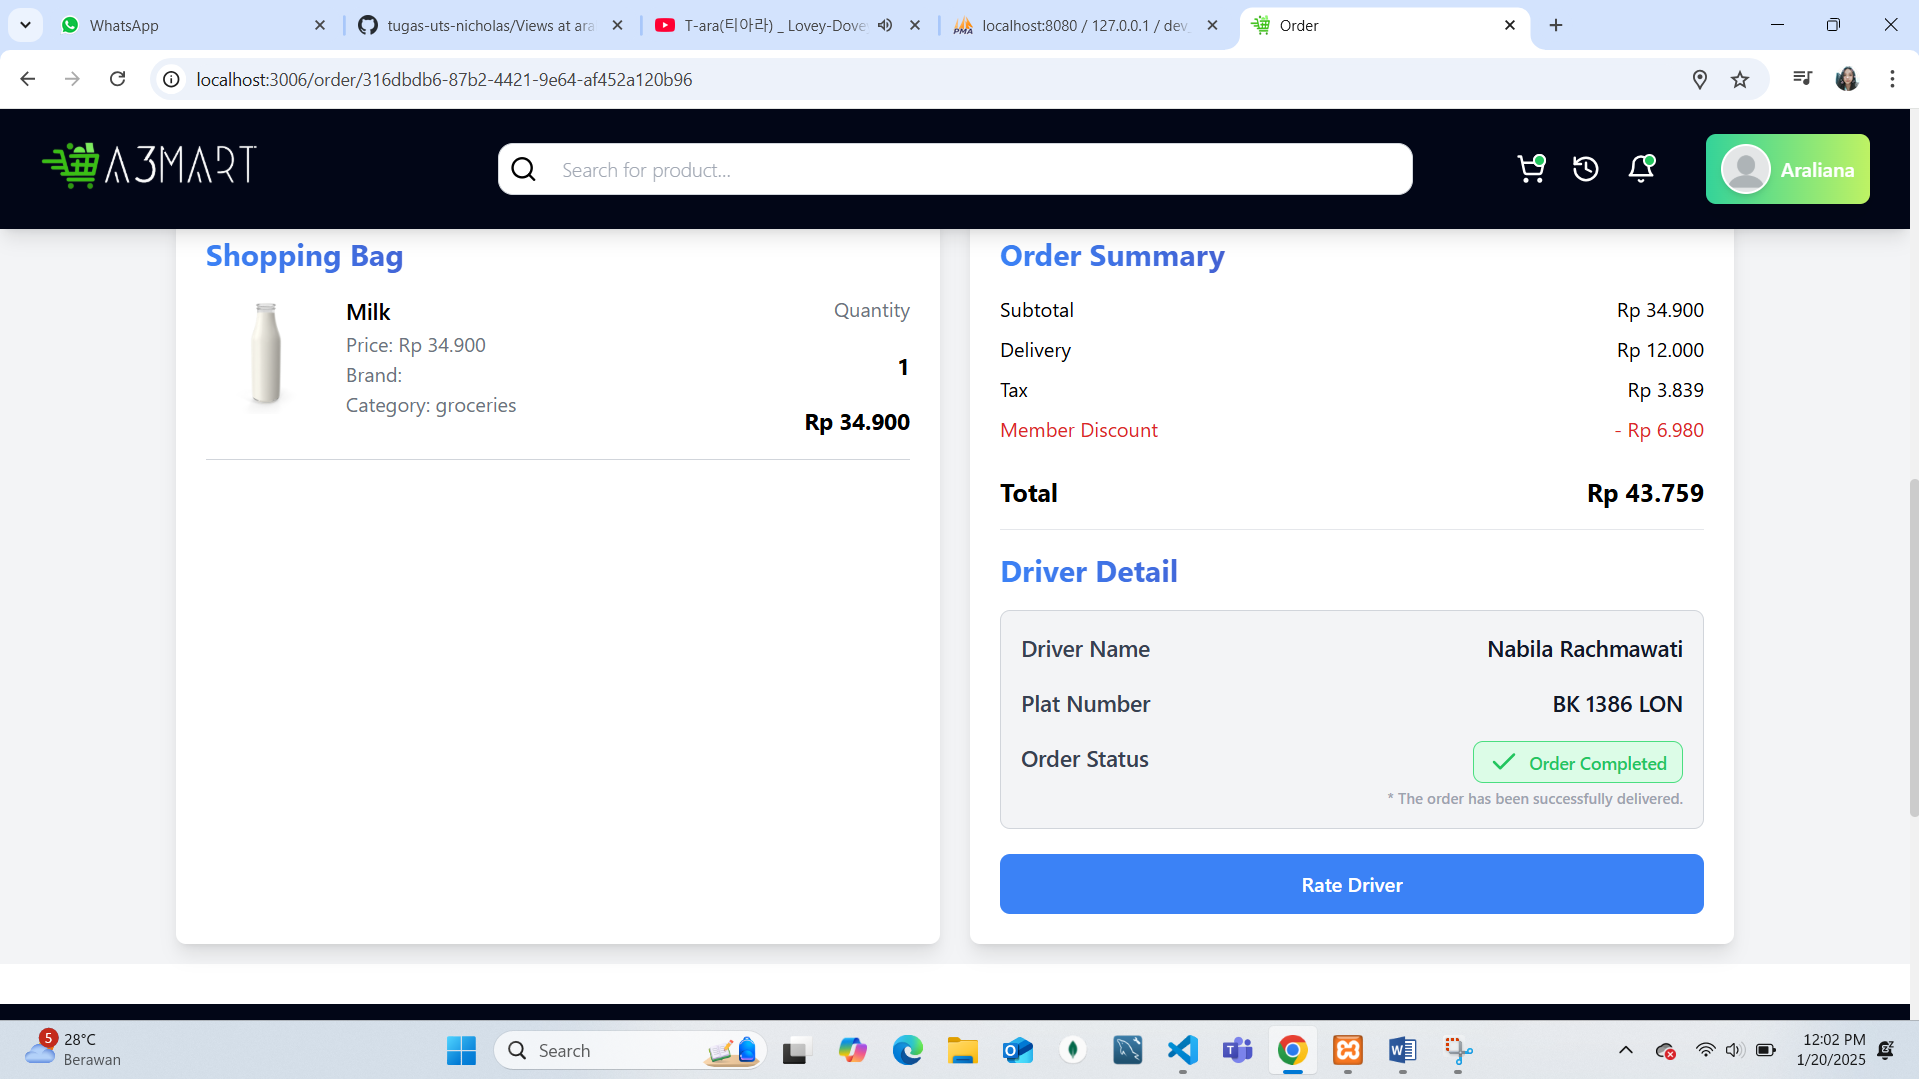 WhatsApp
tugas-uts-nicholas/Views at ara
T-ara(티아라) _ Lovey-Dove
localhost:8080 / 127.0.0.1 / dev_
Order
localhost:3006/order/316dbdb6-87b2-4421-9e64-af452a120b96
A3MART
Search for product...
Araliana
Shopping Bag
Milk
Quantity
Price: Rp 34.900
Brand:
1
Category: groceries
Rp 34.900
Order Summary
Subtotal Rp 34.900
Delivery Rp 12.000
Tax Rp 3.839
Member Discount - Rp 6.980
Total Rp 43.759
Driver Detail
Driver Name Nabila Rachmawati
Plat Number BK 1386 LON
Order Status Order Completed
* The order has been successfully delivered.
Rate Driver
5
28°C
Berawan
Search
12:02 PM
1/20/2025